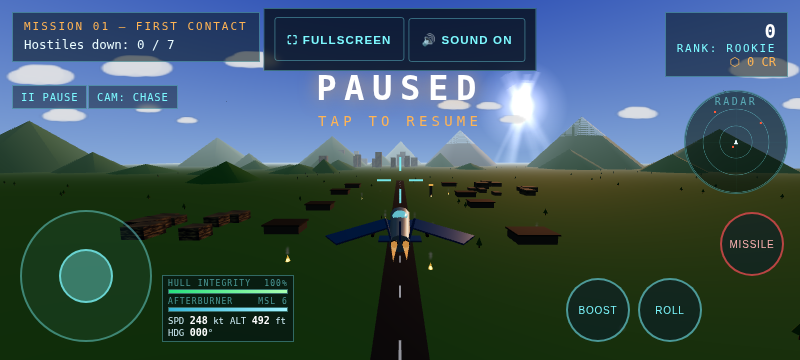 MISSION 01 — FIRST CONTACT
Hostiles down: 0 / 7
⛶ FULLSCREEN
🔊 SOUND ON
0
RANK: ROOKIE
⬡ 0 CR
II PAUSE
CAM: CHASE
PAUSED
TAP TO RESUME
RADAR
MISSILE
BOOST
ROLL
HULL INTEGRITY 100%
AFTERBURNER MSL 6
SPD 248 kt ALT 492 ft
HDG 000°